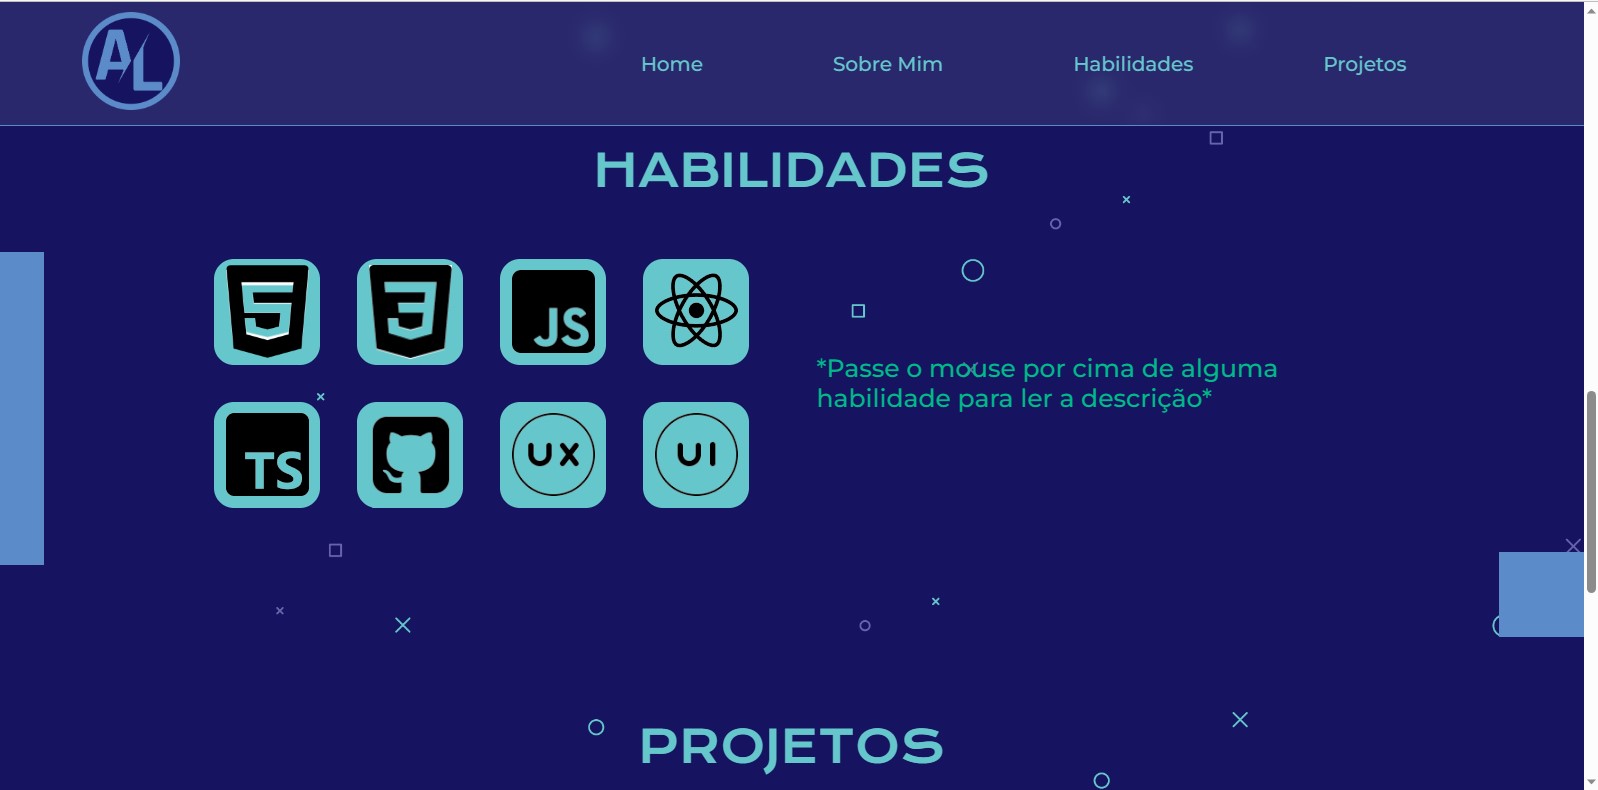 AL
Home
Sobre Mim
Habilidades
Projetos
HABILIDADES
5
3
JS
*Passe o mouse por cima de alguma
habilidade para ler a descrição*
TS
UX
UI
PROJETOS